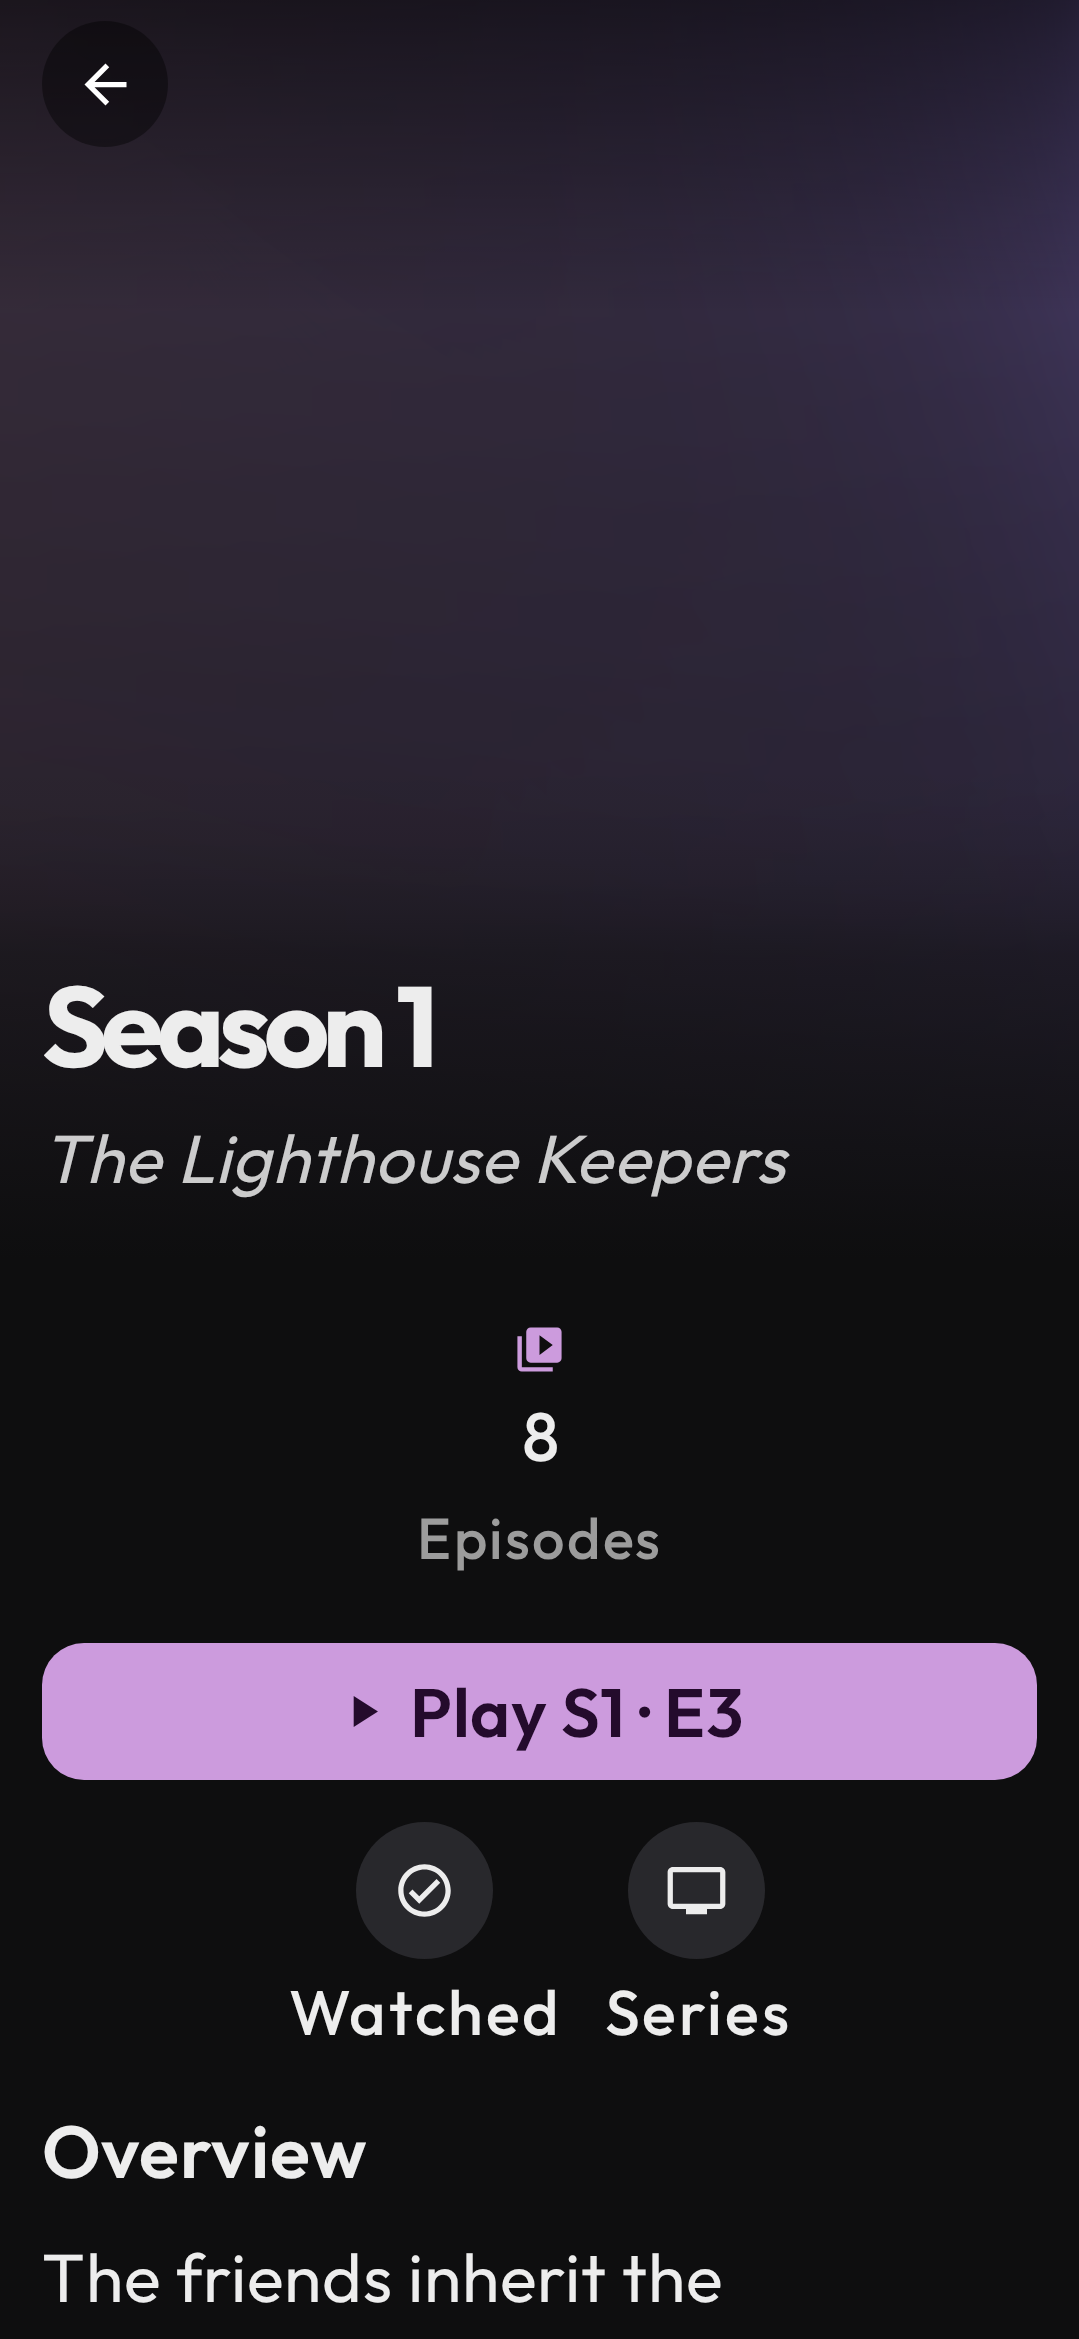 Season 1
The Lighthouse Keepers
8
Episodes
Play S1 · E3
Watched
Series
Overview
The friends inherit the